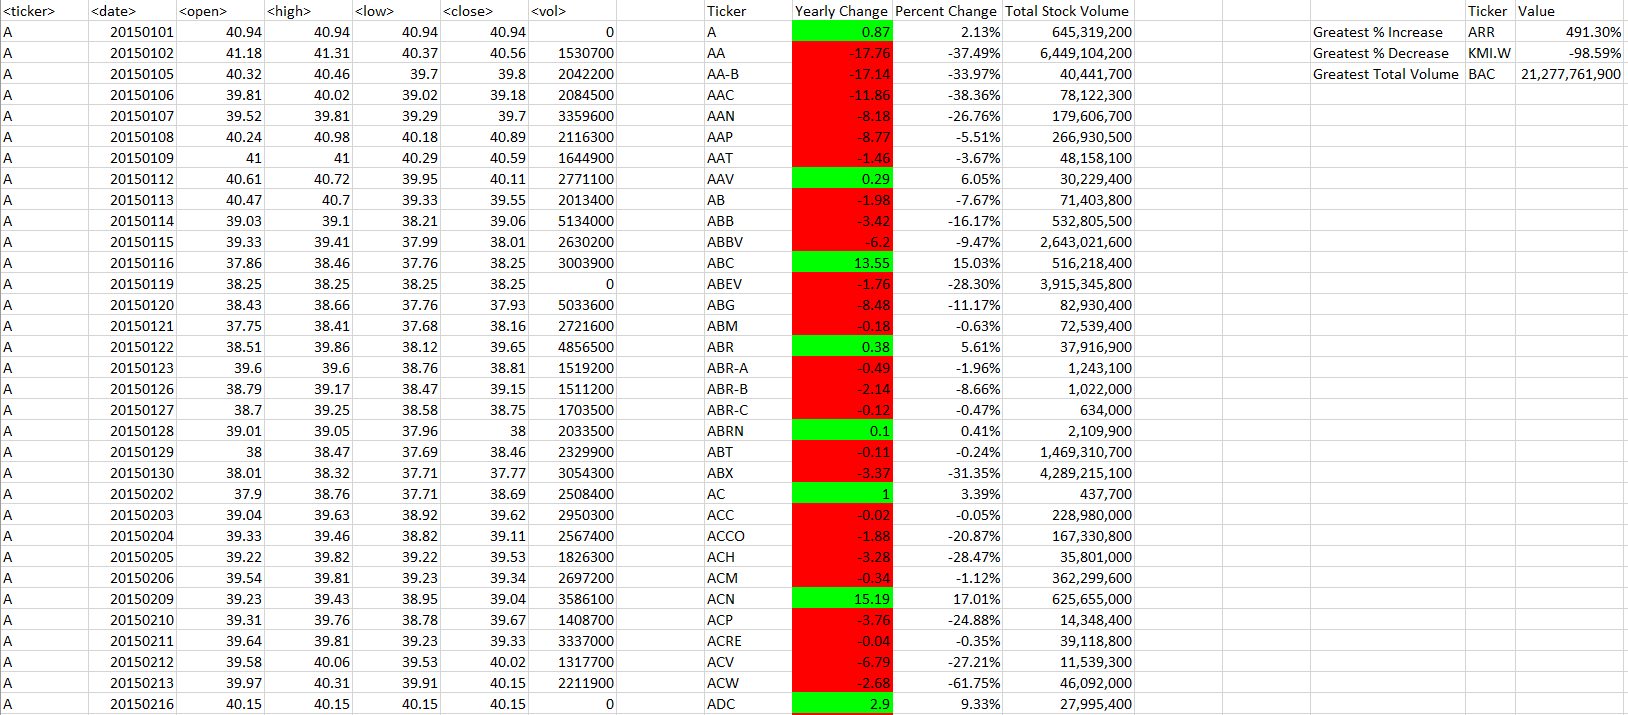 <ticker> <date> <open> <high> <low> <close> <vol> Ticker Yearly Change Percent Change Total Stock Volume Ticker Value
A 20150101 40.94 40.94 40.94 40.94 0 A 0.87 2.13% 645,319,200 Greatest % Increase ARR 491.30%
A 20150102 41.18 41.31 40.37 40.56 1530700 AA -17.76 -37.49% 6,449,104,200 Greatest % Decrease KMI.W -98.59%
A 20150105 40.32 40.46 39.7 39.8 2042200 AA-B -17.14 -33.97% 40,441,700 Greatest Total Volume BAC 21,277,761,900
A 20150106 39.81 40.02 39.02 39.18 2084500 AAC -11.86 -38.36% 78,122,300
A 20150107 39.52 39.81 39.29 39.7 3359600 AAN -8.18 -26.76% 179,606,700
A 20150108 40.24 40.98 40.18 40.89 2116300 AAP -8.77 -5.51% 266,930,500
A 20150109 41 41 40.29 40.59 1644900 AAT -1.46 -3.67% 48,158,100
A 20150112 40.61 40.72 39.95 40.11 2771100 AAV 0.29 6.05% 30,229,400
A 20150113 40.47 40.7 39.33 39.55 2013400 AB -1.98 -7.67% 71,403,800
A 20150114 39.03 39.1 38.21 39.06 5134000 ABB -3.42 -16.17% 532,805,500
A 20150115 39.33 39.41 37.99 38.01 2630200 ABBV -6.2 -9.47% 2,643,021,600
A 20150116 37.86 38.46 37.76 38.25 3003900 ABC 13.55 15.03% 516,218,400
A 20150119 38.25 38.25 38.25 38.25 0 ABEV -1.76 -28.30% 3,915,345,800
A 20150120 38.43 38.66 37.76 37.93 5033600 ABG -8.48 -11.17% 82,930,400
A 20150121 37.75 38.41 37.68 38.16 2721600 ABM -0.18 -0.63% 72,539,400
A 20150122 38.51 39.86 38.12 39.65 4856500 ABR 0.38 5.61% 37,916,900
A 20150123 39.6 39.6 38.76 38.81 1519200 ABR-A -0.49 -1.96% 1,243,100
A 20150126 38.79 39.17 38.47 39.15 1511200 ABR-B -2.14 -8.66% 1,022,000
A 20150127 38.7 39.25 38.58 38.75 1703500 ABR-C -0.12 -0.47% 634,000
A 20150128 39.01 39.05 37.96 38 2033500 ABRN 0.1 0.41% 2,109,900
A 20150129 38 38.47 37.69 38.46 2329900 ABT -0.11 -0.24% 1,469,310,700
A 20150130 38.01 38.32 37.71 37.77 3054300 ABX -3.37 -31.35% 4,289,215,100
A 20150202 37.9 38.76 37.71 38.69 2508400 AC 1 3.39% 437,700
A 20150203 39.04 39.63 38.92 39.62 2950300 ACC -0.02 -0.05% 228,980,000
A 20150204 39.33 39.46 38.82 39.11 2567400 ACCO -1.88 -20.87% 167,330,800
A 20150205 39.22 39.82 39.22 39.53 1826300 ACH -3.28 -28.47% 35,801,000
A 20150206 39.54 39.81 39.23 39.34 2697200 ACM -0.34 -1.12% 362,299,600
A 20150209 39.23 39.43 38.95 39.04 3586100 ACN 15.19 17.01% 625,655,000
A 20150210 39.31 39.76 38.78 39.67 1408700 ACP -3.76 -24.88% 14,348,400
A 20150211 39.64 39.81 39.23 39.33 3337000 ACRE -0.04 -0.35% 39,118,800
A 20150212 39.58 40.06 39.53 40.02 1317700 ACV -6.79 -27.21% 11,539,300
A 20150213 39.97 40.31 39.91 40.15 2211900 ACW -2.68 -61.75% 46,092,000
A 20150216 40.15 40.15 40.15 40.15 0 ADC 2.9 9.33% 27,995,400